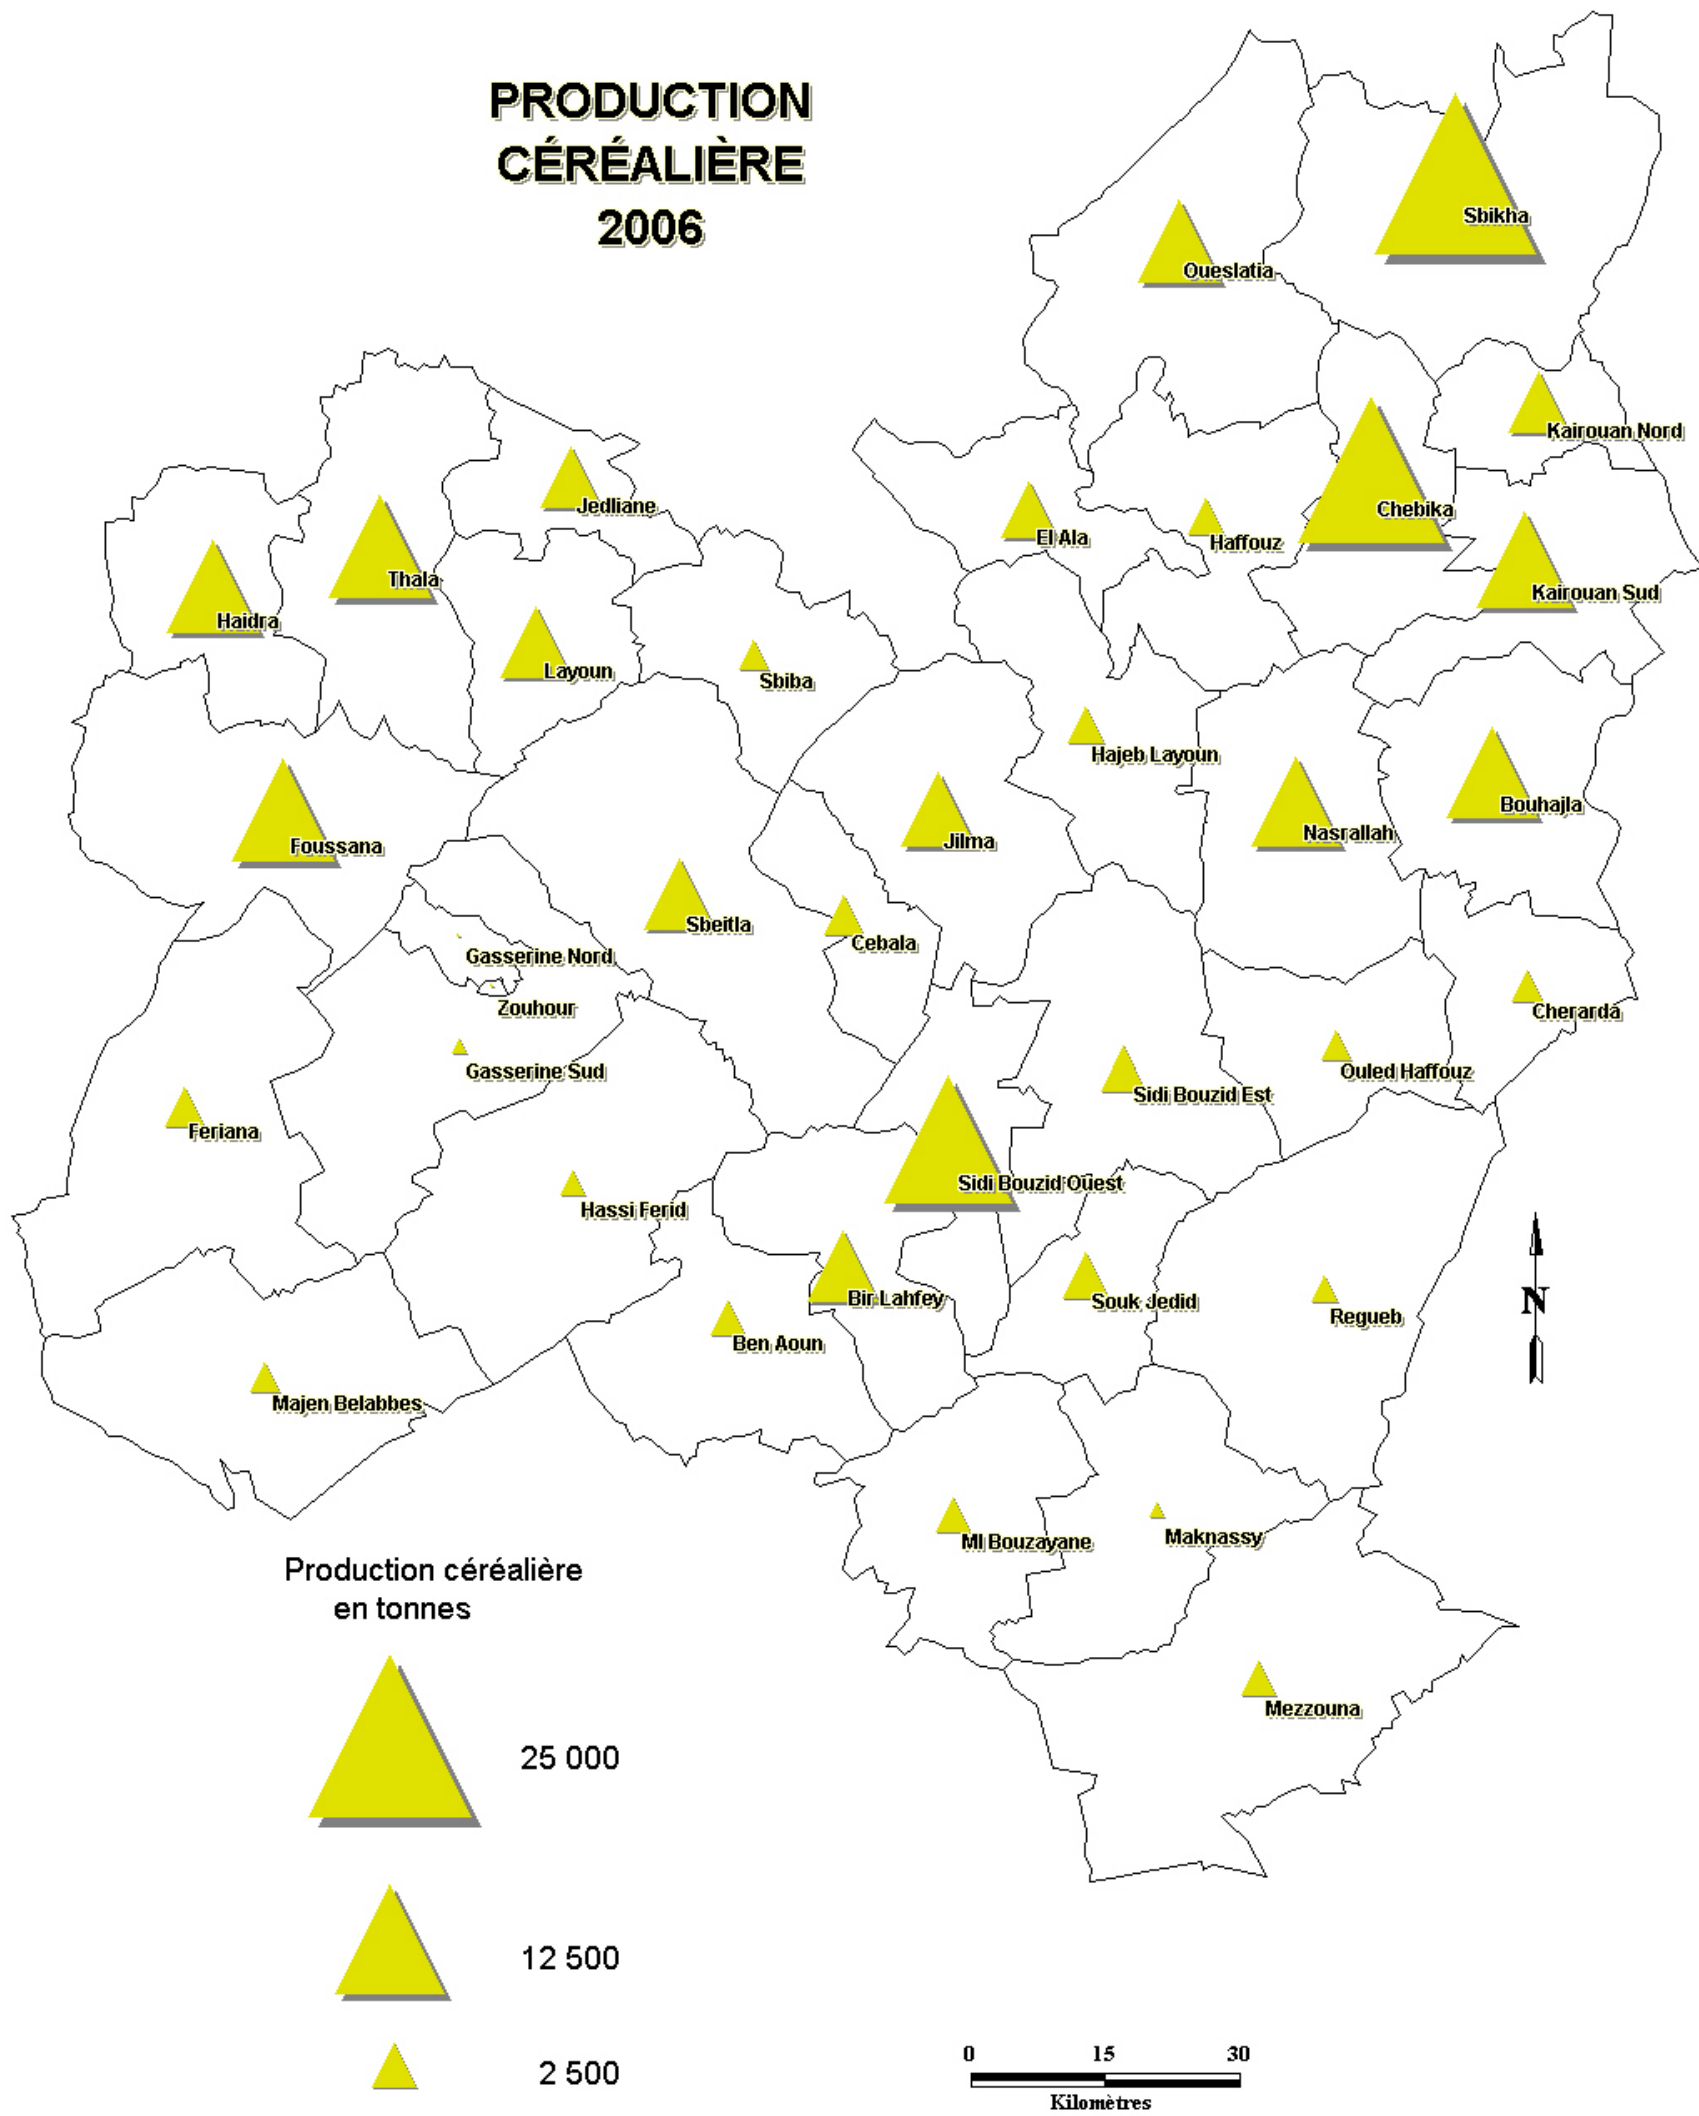 PRODUCTION
CÉRÉALIÈRE
2006
Sbikha
Oueslatia
Kairouan Nord
Jedliane
Chebika
El Ala
Haffouz
Thala
Kairouan Sud
Haidra
Layoun
Sbiba
Hajeb Layoun
Bouhajla
Nasrallah
Jilma
Foussana
Sbeitla
Cebala
Gasserine Nord
Zouhour
Cherarda
Gasserine Sud
Ouled Haffouz
Sidi Bouzid Est
Feriana
Sidi Bouzid Ouest
Hassi Ferid
Bir Lahfey
Souk Jedid
N
Regueb
Ben Aoun
Majen Belabbes
Maknassy
Ml Bouzayane
Mezzouna
Production céréalière
en tonnes
25 000
12 500
2 500
0 15 30
Kilomètres